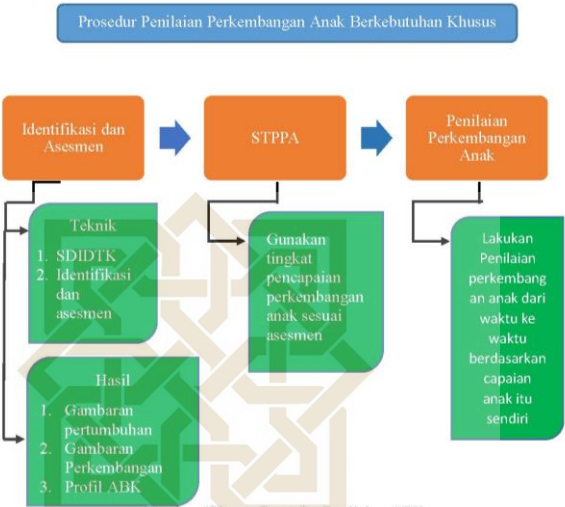 Prosedur Penilaian Perkembangan Anak Berkebutuhan Khusus
Identifikasi dan
Asesmen
STPPA
Penilaian
Perkembangan
Anak
Teknik
1. SDIDTK
2. Identifikasi
dan
asesmen
Hasil
1. Gambaran
pertumbuhan
2. Gambaran
Perkembangan
3. Profil ABK
Gunakan
tingkat
pencapaian
perkembangan
anak sesuai
asesmen
Lakukan
Penilaian
perkembang
an anak dari
waktu ke
waktu
berdasarkan
capaian
anak itu
sendiri